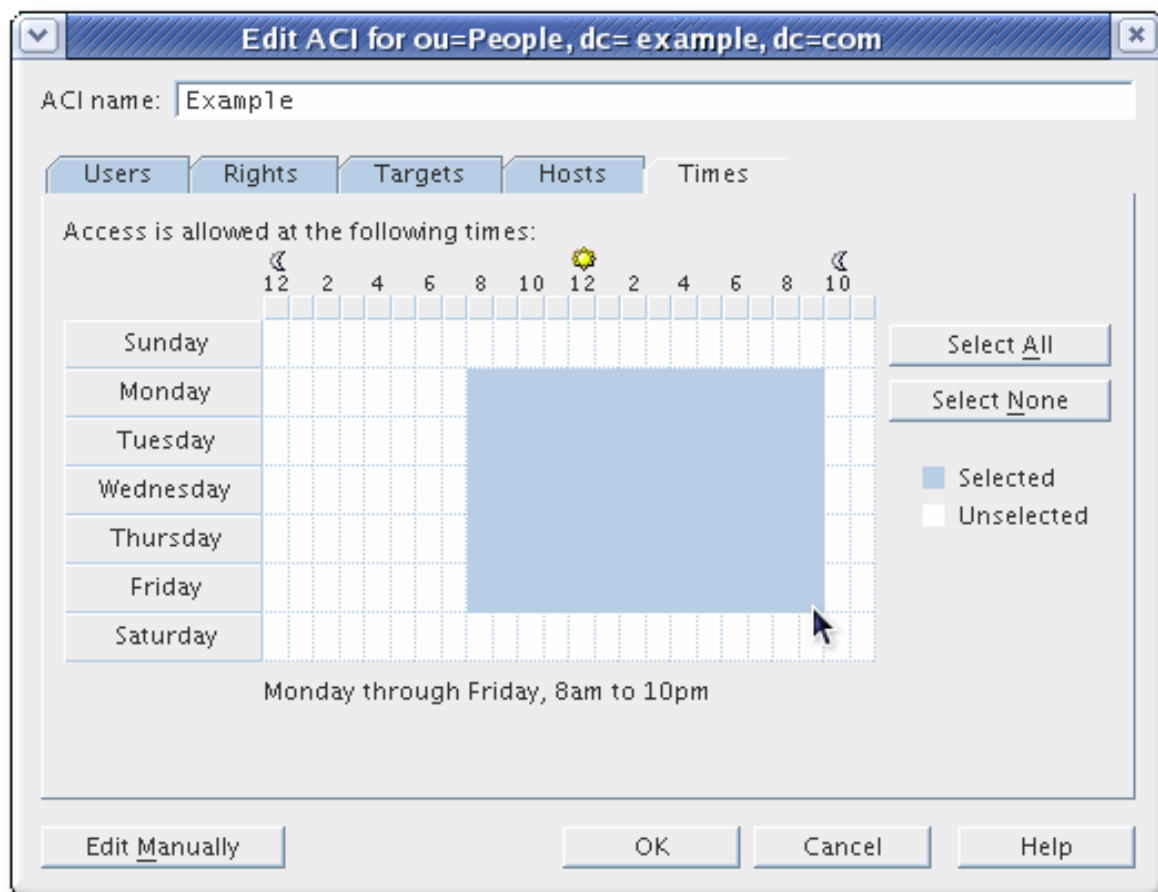 Edit ACI for ou=People, dc= example, dc=com
ACI name: Example
Users Rights Targets Hosts Times
Access is allowed at the following times:
12 2 4 6 8 10 12 2 4 6 8 10
Sunday
Select All
Monday
Select None
Tuesday
Selected
Wednesday
Unselected
Thursday
Friday
Saturday
Monday through Friday, 8am to 10pm
Edit Manually OK Cancel Help